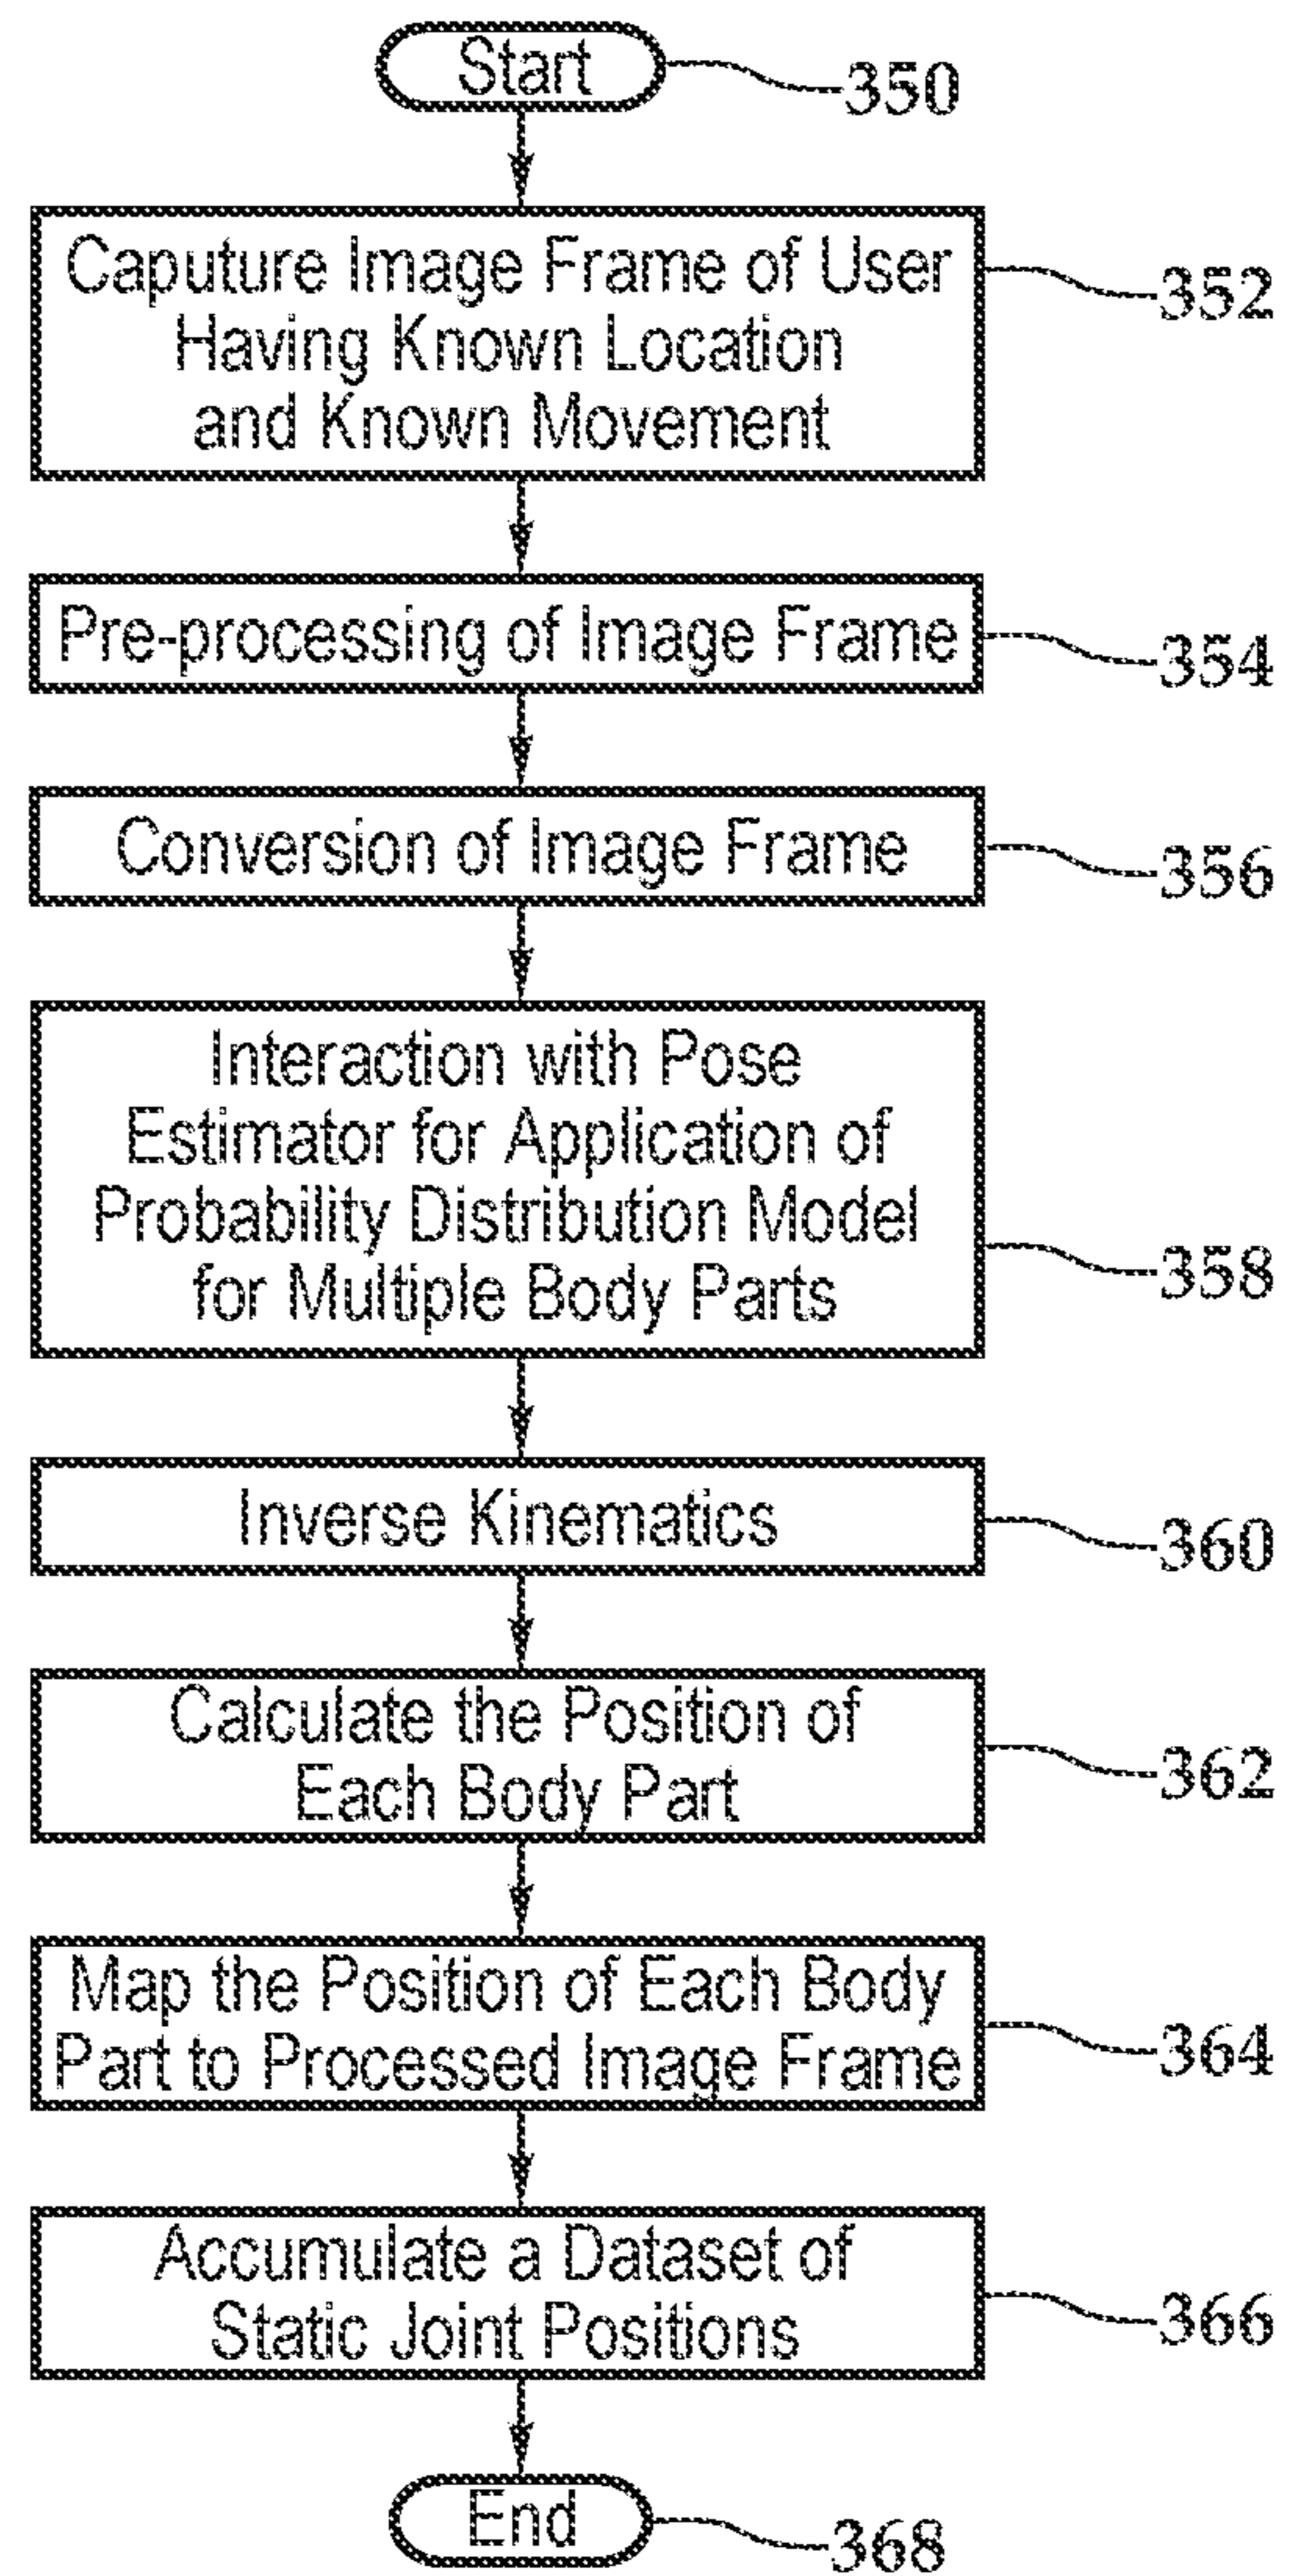 Start
350
Caputure Image Frame of User
Having Known Location
and Known Movement
352
Pre-processing of Image Frame
354
Conversion of Image Frame
356
Interaction with Pose
Estimator for Application of
Probability Distribution Model
for Multiple Body Parts
358
Inverse Kinematics
360
Calculate the Position of
Each Body Part
362
Map the Position of Each Body
Part to Processed Image Frame
364
Accumulate a Dataset of
Static Joint Positions
366
End
368